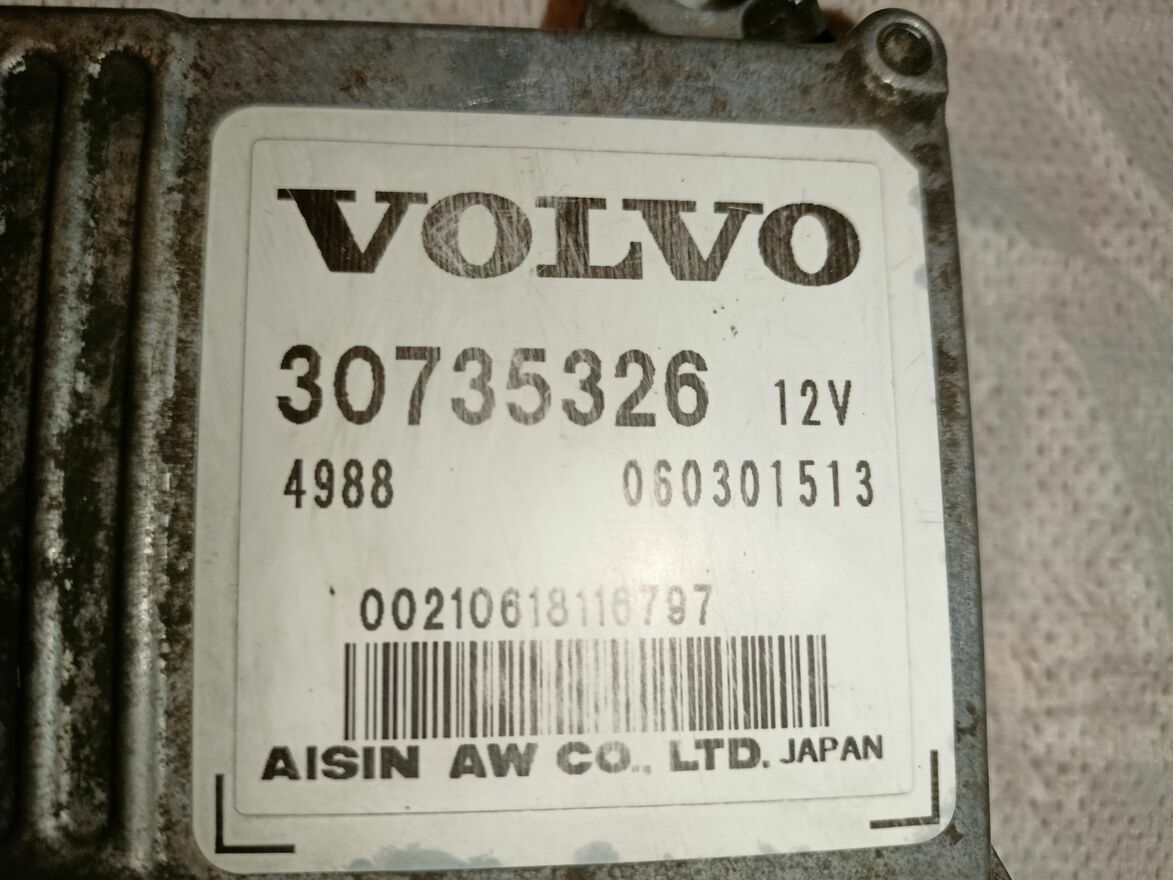 VOLVO
30735326 12V
4988 060301513
00210618116797
AISIN AW CO., LTD. JAPAN